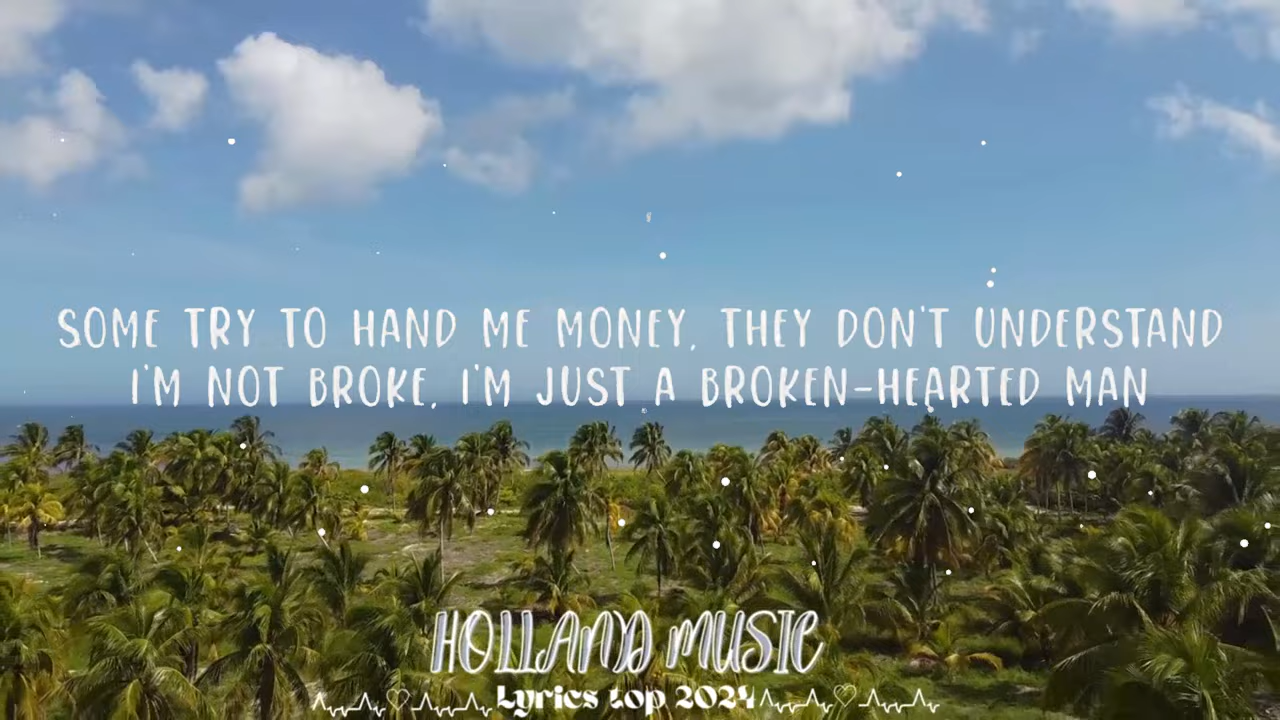 SOME TRY TO HAND ME MONEY, THEY DON'T UNDERSTAND
I'M NOT BROKE, I'M JUST A BROKEN-HEARTED MAN
HOLLAND MUSIC
Lyrics top 2024